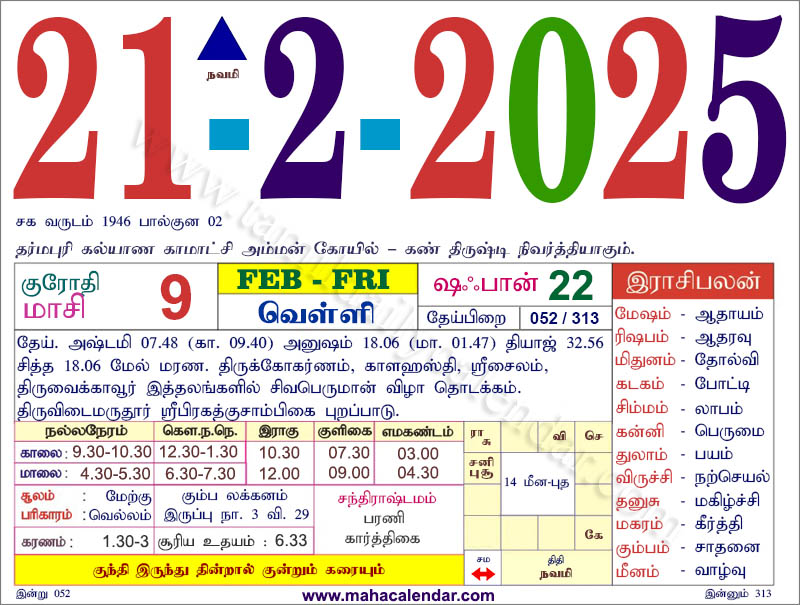 21-2-2025
நவமி
சக வருடம் 1946 பால்குன 02
தர்மபுரி கல்யாண காமாட்சி அம்மன் கோயில் – கண் திருஷ்டி நிவர்த்தியாகும்.
குரோதி
மாசி 9
FEB - FRI
வெள்ளி
ஷஃபான் 22
தேய்பிறை 052 / 313
தேய். அஷ்டமி 07.48 (கா. 09.40) அனுஷம் 18.06 (மா. 01.47) தியாஜ் 32.56
சித்த 18.06 மேல் மரண. திருக்கோகர்ணம், காளஹஸ்தி, ஸ்ரீசைலம்,
திருவைக்காவூர் இத்தலங்களில் சிவபெருமான் விழா தொடக்கம்.
திருவிடைமருதூர் ஸ்ரீபிரகத்குசாம்பிகை புறப்பாடு.
நல்லநேரம் கௌ.ந.நெ. இராகு குளிகை எமகண்டம்
காலை: 9.30-10.30 12.30-1.30 10.30 07.30 03.00
மாலை: 4.30-5.30 6.30-7.30 12.00 09.00 04.30
சூலம் : மேற்கு
பரிகாரம் : வெல்லம்
கும்ப லக்கனம்
இருப்பு நா. 3 வி. 29
கரணம்: 1.30-3
சூரிய உதயம் : 6.33
சந்திராஷ்டமம்
பரணி
கார்த்திகை
குந்தி இருந்து தின்றால் குன்றும் கரையும்
ரா
சு
வி
செ
சனி
பு சூ
14 மீன-புத
கே
சம
திதி
நவமி
இராசிபலன்
மேஷம் - ஆதாயம்
ரிஷபம் - ஆதரவு
மிதுனம் - தோல்வி
கடகம் - போட்டி
சிம்மம் - லாபம்
கன்னி - பெருமை
துலாம் - பயம்
விருச்சி - நற்செயல்
தனுசு - மகிழ்ச்சி
மகரம் - கீர்த்தி
கும்பம் - சாதனை
மீனம் - வாழ்வு
இன்று 052
www.mahacalendar.com
இன்னும் 313
www.tamildailycalendar.com